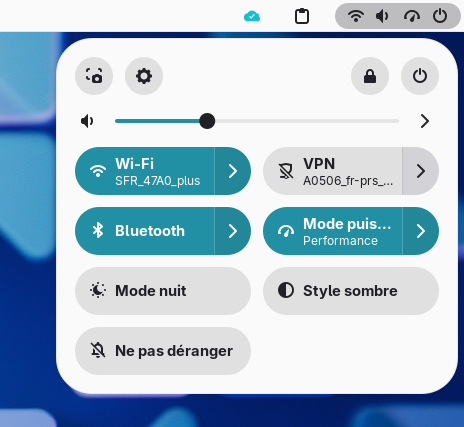 Wi-Fi
SFR_47A0_plus
VPN
A0506_fr-prs_...
Bluetooth
Mode puis...
Performance
Mode nuit
Style sombre
Ne pas déranger